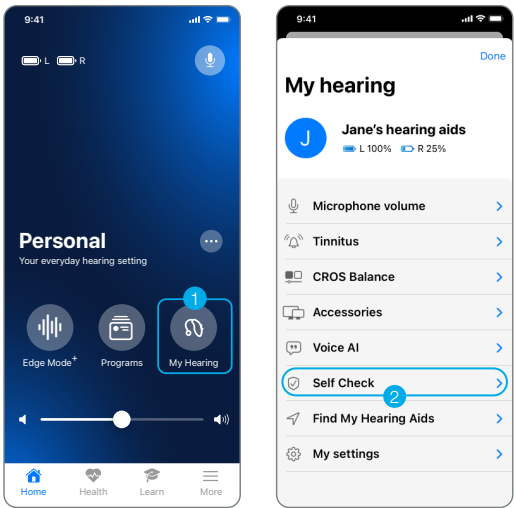 9:41
L R
Personal
Your everyday hearing setting
1
Edge Mode+
Programs
My Hearing
Home
Health
Learn
More
9:41
Done
My hearing
J
Jane's hearing aids
L 100% R 25%
Microphone volume
Tinnitus
CROS Balance
Accessories
Voice AI
Self Check
2
Find My Hearing Aids
My settings